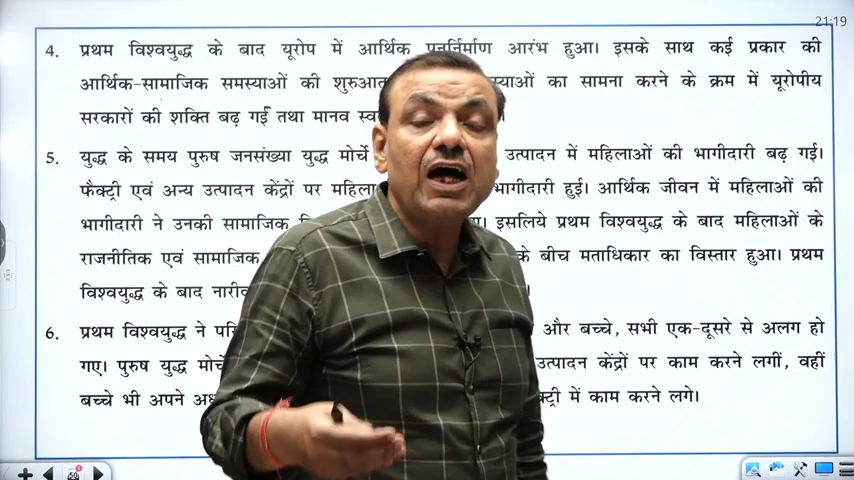 21:19
4. प्रथम विश्वयुद्ध के बाद यूरोप में आर्थिक पुनर्निर्माण आरंभ हुआ। इसके साथ कई प्रकार की
आर्थिक-सामाजिक समस्याओं की का सामना करने के क्रम में यूरोपीय
सरकारों की शक्ति बढ़ गईं तथा मानव
5. युद्ध के समय पुरुष जनसंख्या युद्ध मोर्चे उत्पादन में महिलाओं की भागीदारी बढ़ गई।
फैक्ट्री एवं अन्य उत्पादन केंद्रों पर भागीदारी हुई। आर्थिक जीवन में महिलाओं की
भागीदारी ने उनकी सामाजिक इसलिये प्रथम विश्वयुद्ध के बाद महिलाओं के
राजनीतिक एवं सामाजिक के बीच मताधिकार का विस्तार हुआ। प्रथम
विश्वयुद्ध के बाद
6. प्रथम विश्वयुद्ध ने और बच्चे, सभी एक-दूसरे से अलग हो
गए। पुरुष युद्ध उत्पादन केंद्रों पर काम करने लगीं, वहीं
बच्चे भी अपने में काम करने लगे।